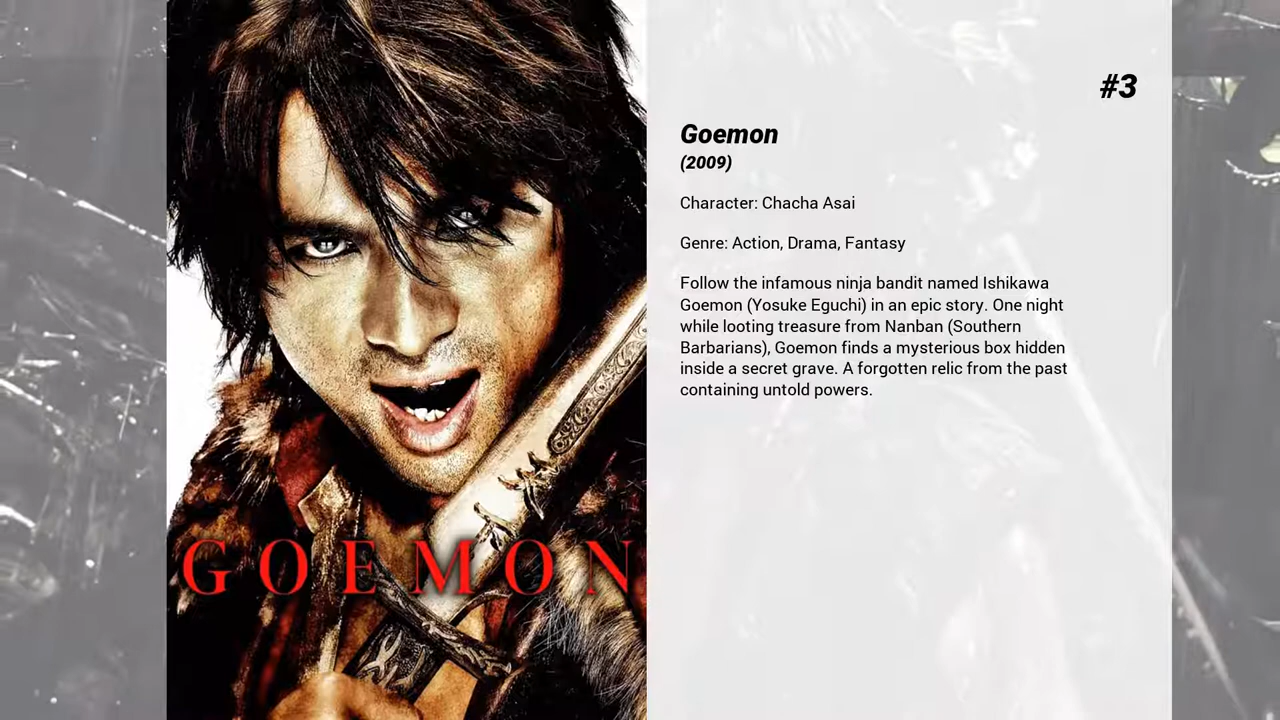 #3
Goemon
(2009)
Character: Chacha Asai
Genre: Action, Drama, Fantasy
Follow the infamous ninja bandit named Ishikawa
Goemon (Yosuke Eguchi) in an epic story. One night
while looting treasure from Nanban (Southern
Barbarians), Goemon finds a mysterious box hidden
inside a secret grave. A forgotten relic from the past
containing untold powers.
GOEMON